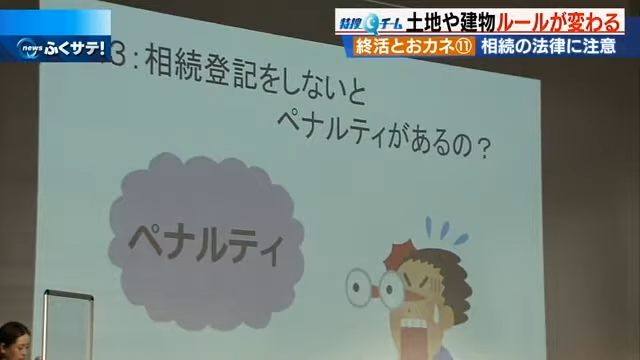 news ふくサテ!
特捜Cチーム 土地や建物ルールが変わる
終活とおカネ⑪ 相続の法律に注意
3:相続登記をしないと
ペナルティがあるの?
ペナルティ